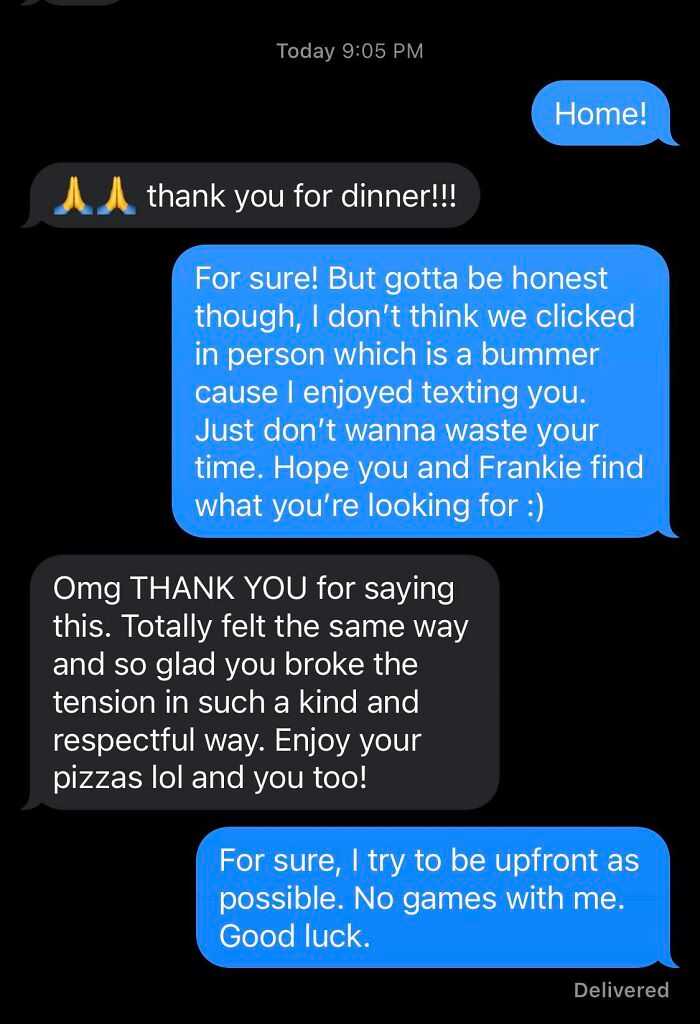 Today 9:05 PM
Home!
🙏🙏 thank you for dinner!!!
For sure! But gotta be honest
though, I don’t think we clicked
in person which is a bummer
cause I enjoyed texting you.
Just don’t wanna waste your
time. Hope you and Frankie find
what you’re looking for :)
Omg THANK YOU for saying
this. Totally felt the same way
and so glad you broke the
tension in such a kind and
respectful way. Enjoy your
pizzas lol and you too!
For sure, I try to be upfront as
possible. No games with me.
Good luck.
Delivered